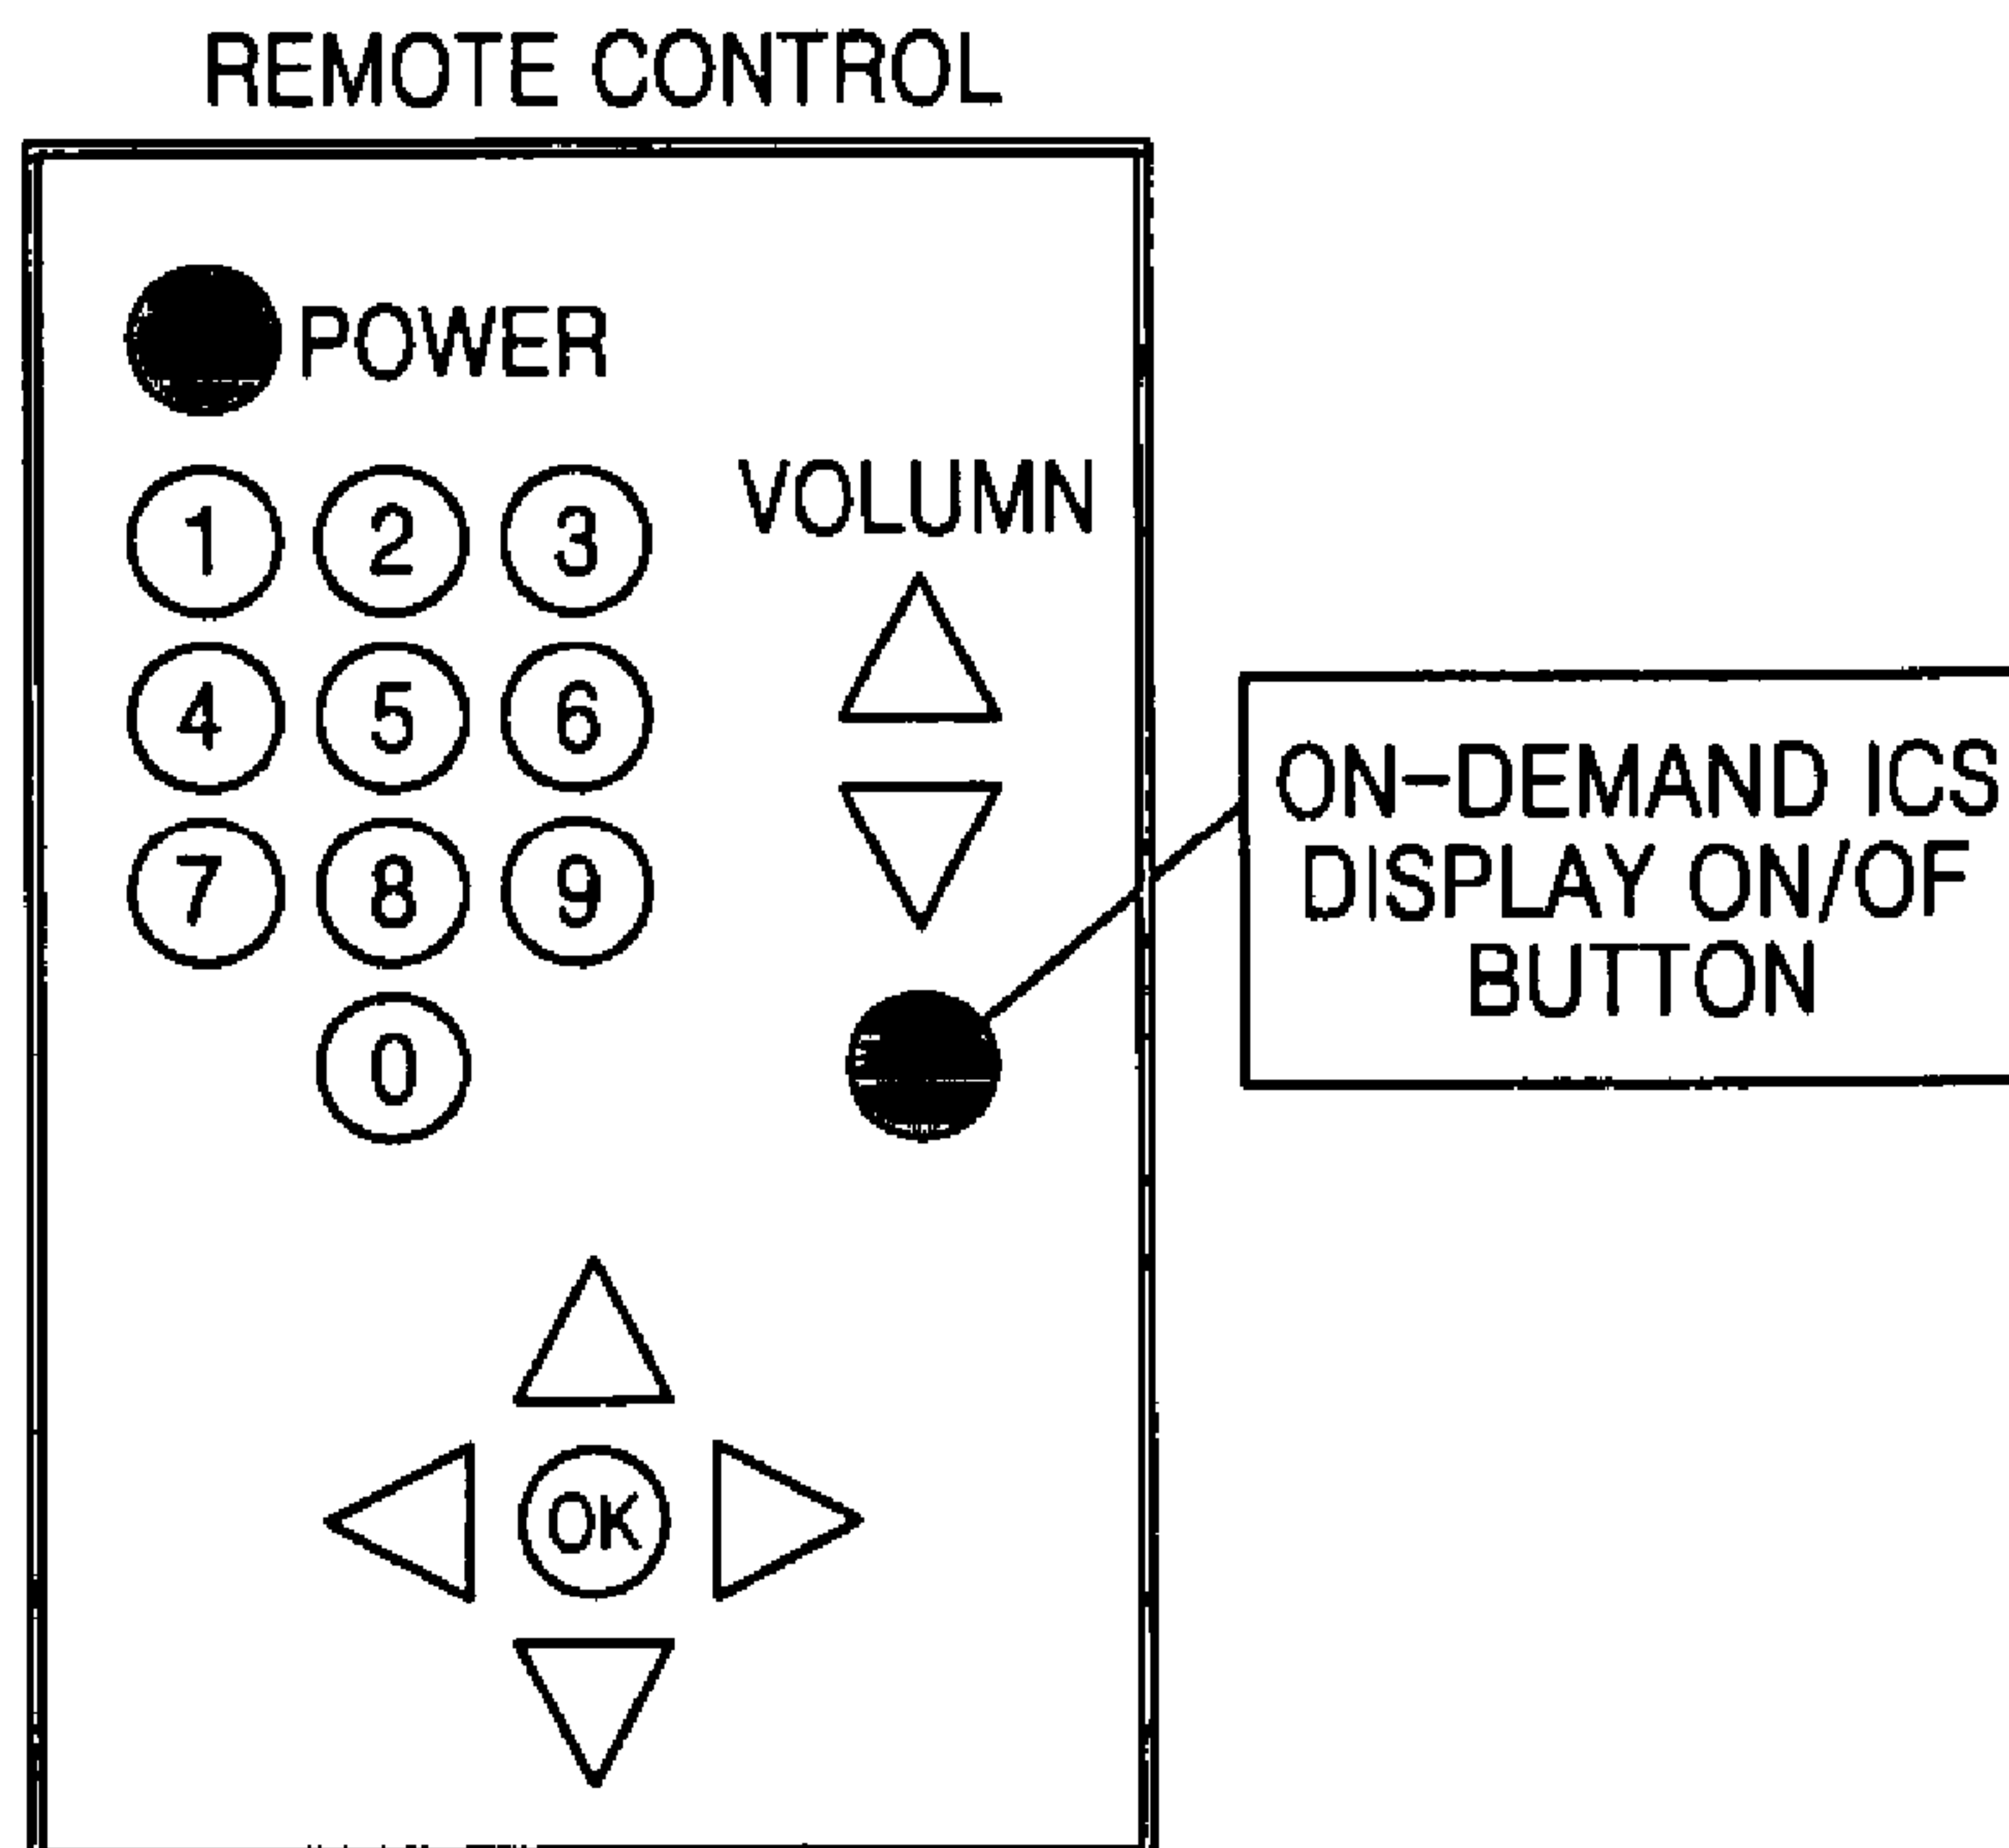 REMOTE CONTROL
POWER
VOLUMN
1 2 3
4 5 6
7 8 9
0
ON-DEMAND ICS
DISPLAY ON/OF
BUTTON
OK